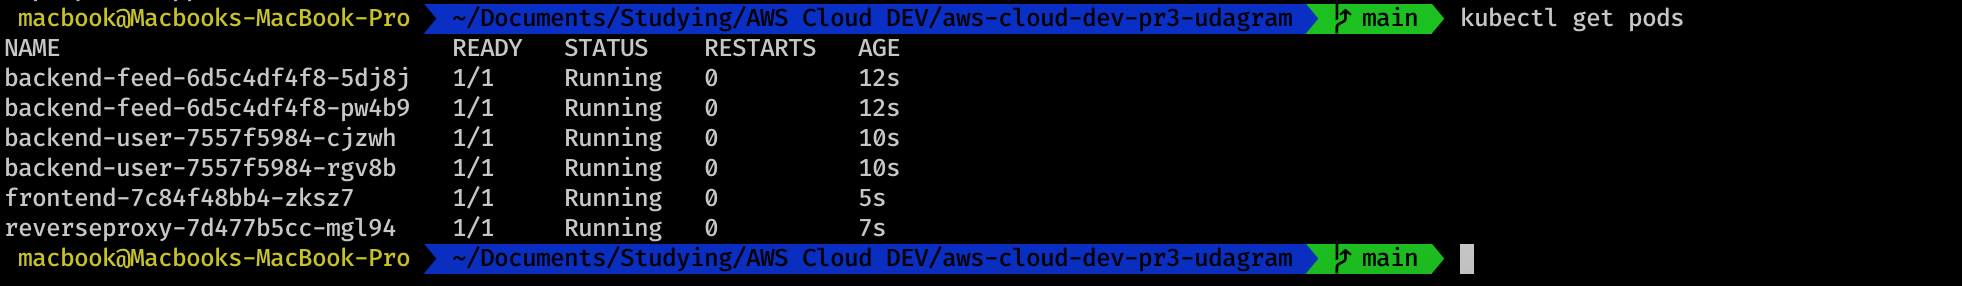 macbook@Macbooks-MacBook-Pro ~/Documents/Studying/AWS Cloud DEV/aws-cloud-dev-pr3-udagram main kubectl get pods
NAME READY STATUS RESTARTS AGE
backend-feed-6d5c4df4f8-5dj8j 1/1 Running 0 12s
backend-feed-6d5c4df4f8-pw4b9 1/1 Running 0 12s
backend-user-7557f5984-cjzwh 1/1 Running 0 10s
backend-user-7557f5984-rgv8b 1/1 Running 0 10s
frontend-7c84f48bb4-zksz7 1/1 Running 0 5s
reverseproxy-7d477b5cc-mgl94 1/1 Running 0 7s
macbook@Macbooks-MacBook-Pro ~/Documents/Studying/AWS Cloud DEV/aws-cloud-dev-pr3-udagram main